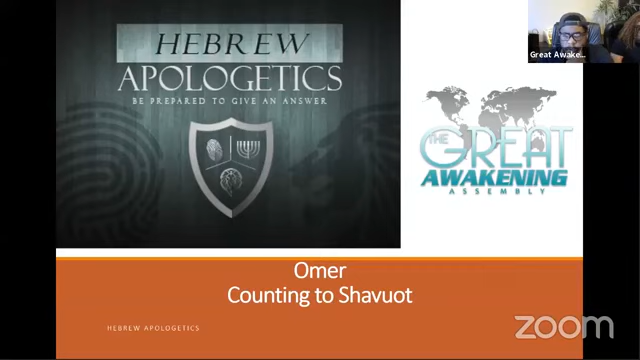 HEBREW
APOLOGETICS
BE PREPARED TO GIVE AN ANSWER
Great Awake...
THE
GREAT
AWAKENING
ASSEMBLY
Omer
Counting to Shavuot
HEBREW APOLOGETICS
zoom